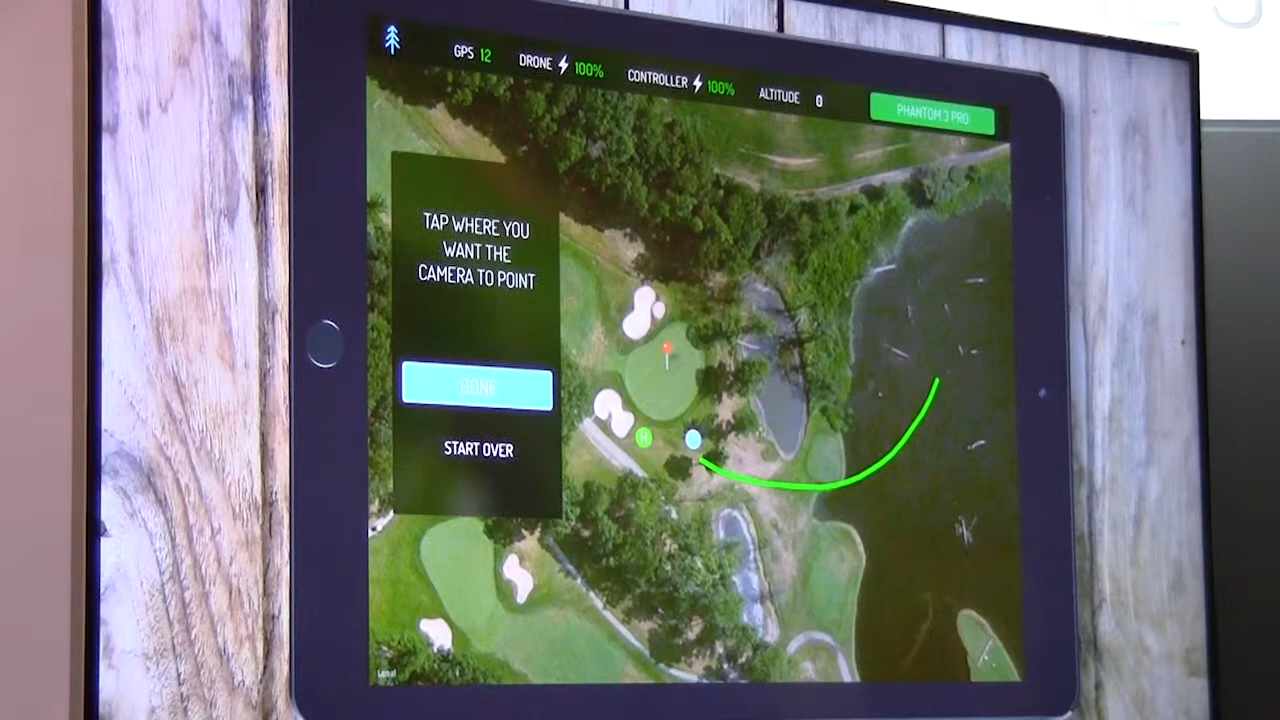 GPS 12
DRONE 100%
CONTROLLER 100%
ALTITUDE 0
PHANTOM 3 PRO
TAP WHERE YOU
WANT THE
CAMERA TO POINT
DONE
START OVER
H
Legal